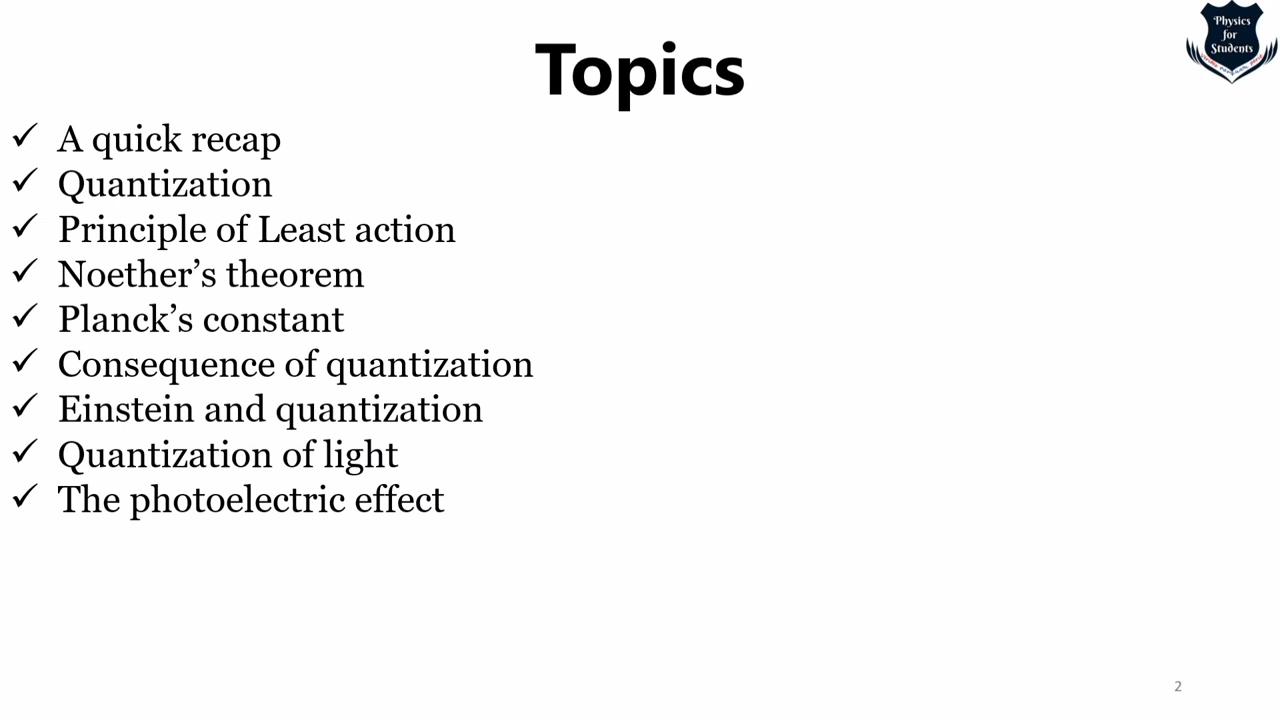 Physics
for
Students
Topics
✓ A quick recap
✓ Quantization
✓ Principle of Least action
✓ Noether’s theorem
✓ Planck’s constant
✓ Consequence of quantization
✓ Einstein and quantization
✓ Quantization of light
✓ The photoelectric effect
2